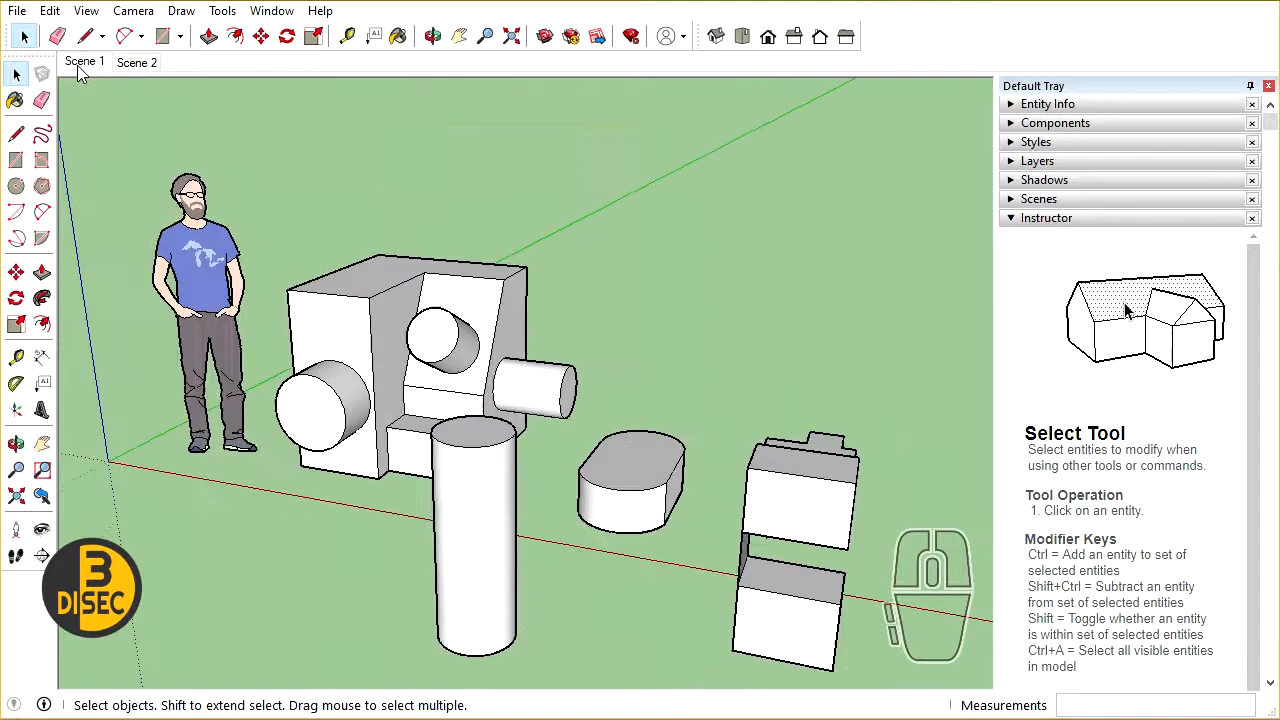 File Edit View Camera Draw Tools Window Help
A1
Scene 1 Scene 2
Default Tray
Entity Info
Components
Styles
Layers
Shadows
Scenes
Instructor
A1
Select Tool
Select entities to modify when
using other tools or commands.
Tool Operation
1. Click on an entity.
Modifier Keys
Ctrl = Add an entity to set of
selected entities
Shift+Ctrl = Subtract an entity
from set of selected entities
Shift = Toggle whether an entity
is within set of selected entities
Ctrl+A = Select all visible entities
in model
3
DISEC
Select objects. Shift to extend select. Drag mouse to select multiple.
Measurements